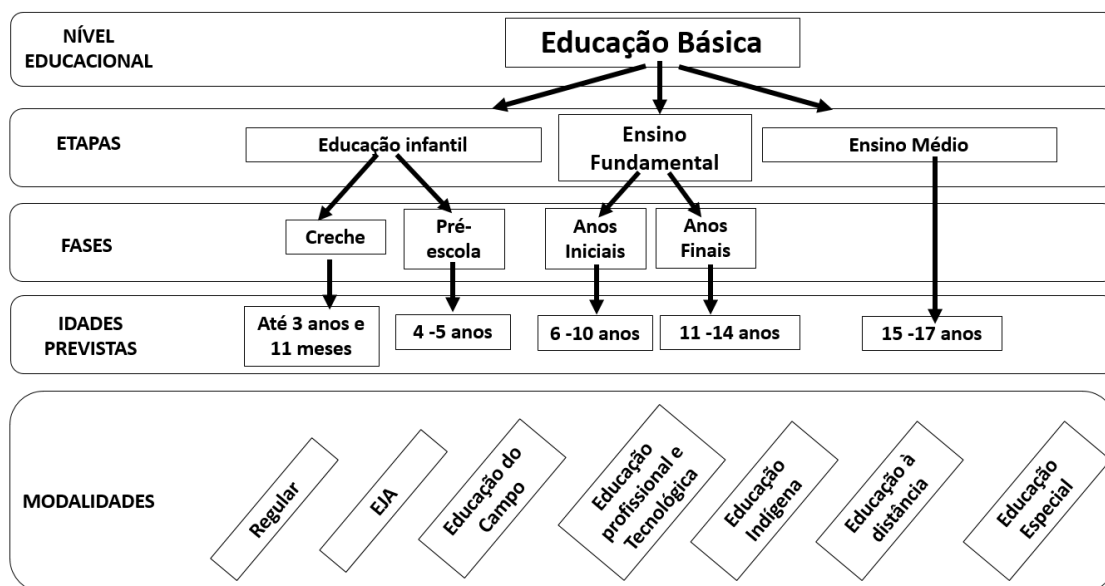 NÍVEL
EDUCACIONAL
Educação Básica
ETAPAS
Educação infantil
Ensino
Fundamental
Ensino Médio
FASES
Creche
Pré-
escola
Anos
Iniciais
Anos
Finais
IDADES
PREVISTAS
Até 3 anos e
11 meses
4 -5 anos
6 -10 anos
11 -14 anos
15 -17 anos
MODALIDADES
Regular
EJA
Educação do
Campo
Educação
profissional e
Tecnológica
Educação
Indígena
Educação à
distância
Educação
Especial